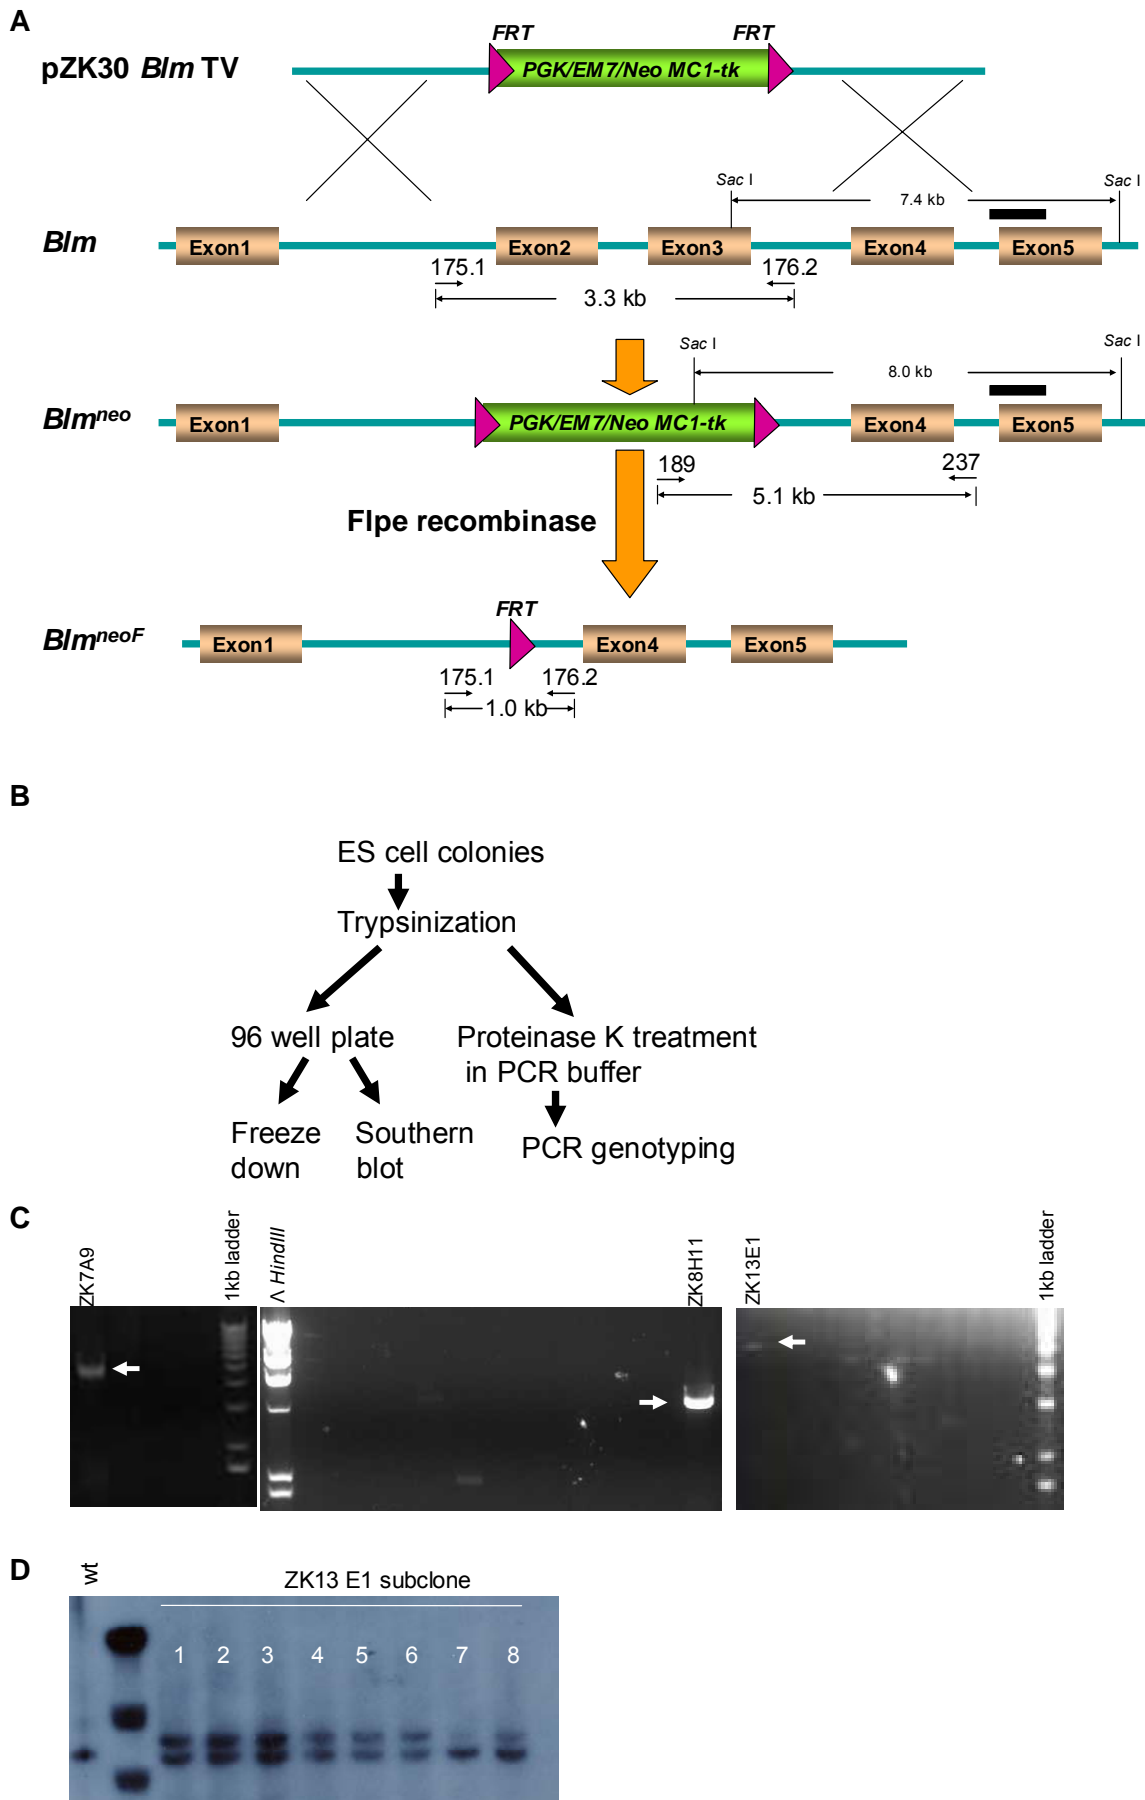 A
FRT FRT
pZK30 Blm TV
PGK/EM7/Neo MC1-tk
Sac I Sac I
7.4 kb
Blm
Exon1 Exon2 Exon3 Exon4 Exon5
175.1 176.2
3.3 kb
Sac I Sac I
8.0 kb
Blmneo
Exon1 PGK/EM7/Neo MC1-tk Exon4 Exon5
189 237
5.1 kb
Flpe recombinase
FRT
BlmneoF
Exon1 Exon4 Exon5
175.1 176.2
1.0 kb
B
ES cell colonies
Trypsinization
96 well plate
Proteinase K treatment
in PCR buffer
Freeze
down
Southern
blot
PCR genotyping
C
ZK7A9
1kb ladder
Λ HindIII
ZK8H11
ZK13E1
1kb ladder
D
wt
ZK13 E1 subclone
1 2 3 4 5 6 7 8